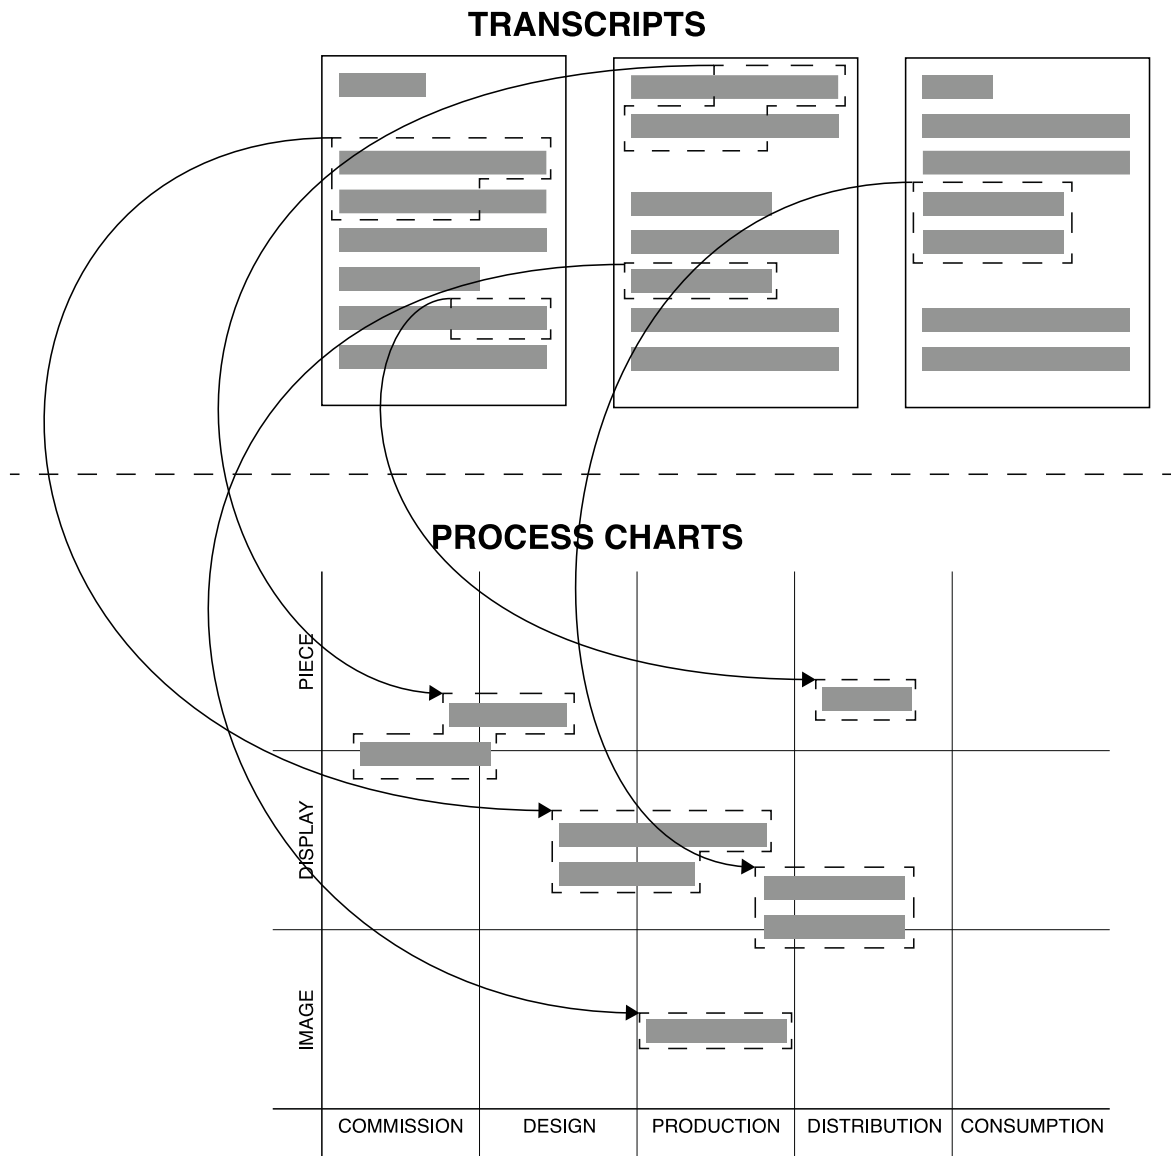 TRANSCRIPTS
PROCESS CHARTS
PIECE
DISPLAY
IMAGE
COMMISSION DESIGN PRODUCTION DISTRIBUTION CONSUMPTION